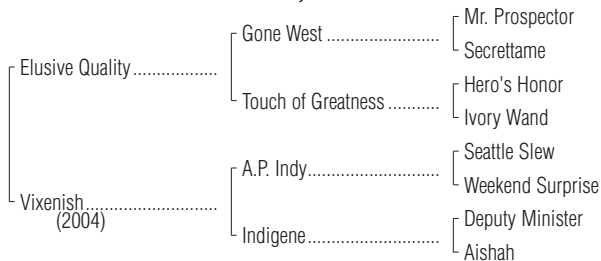 Mr. Prospector
Gone West ....................
Secrettame
Elusive Quality ...............
Hero's Honor
Touch of Greatness ...........
Ivory Wand
Seattle Slew
A.P. Indy........................
Weekend Surprise
Vixenish.......................
(2004)
Deputy Minister
Indigene........................
Aishah